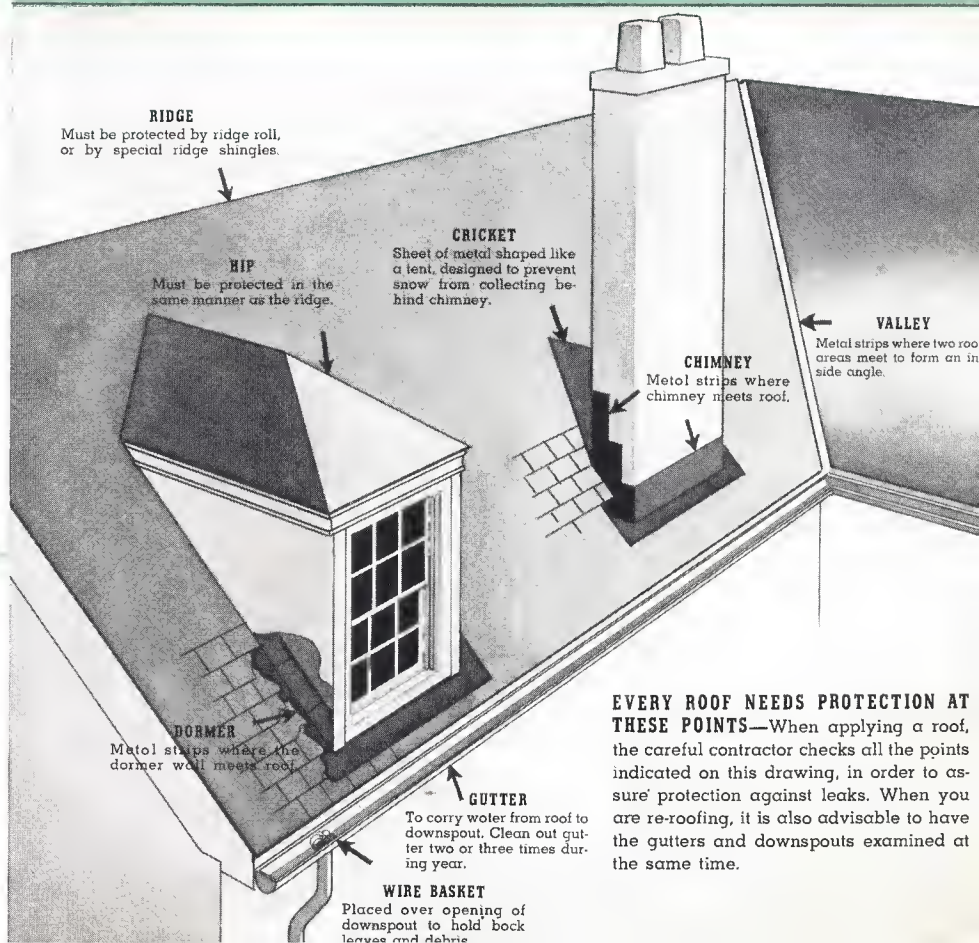 RIDGE
Must be protected by ridge roll,
or by special ridge shingles.
HIP
Must be protected in the
same manner as the ridge.
CRICKET
Sheet of metal shaped like
a tent, designed to prevent
snow from collecting be-
hind chimney.
CHIMNEY
Metol strips where
chimney meets roof.
VALLEY
Metal strips where two roo
areas meet to form an in
side angle.
DORMER
Metol strips where the
dormer wall meets roof.
GUTTER
To corry woter from roof to
downspout. Clean out gut-
ter two or three times dur-
ing year.
WIRE BASKET
Placed over opening of
downspout to hold bock
leaves and debris
EVERY ROOF NEEDS PROTECTION AT
THESE POINTS—When applying a roof,
the careful contractor checks all the points
indicated on this drawing, in order to as-
sure protection against leaks. When you
are re-roofing, it is also advisable to have
the gutters and downspouts examined at
the same time.